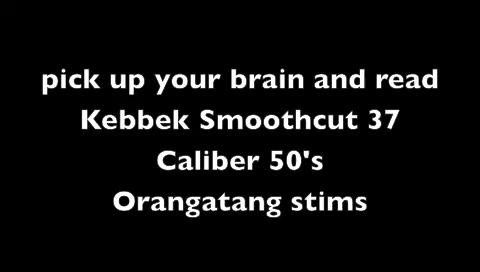 pick up your brain and read
Kebbek Smoothcut 37
Caliber 50's
Orangatang stims